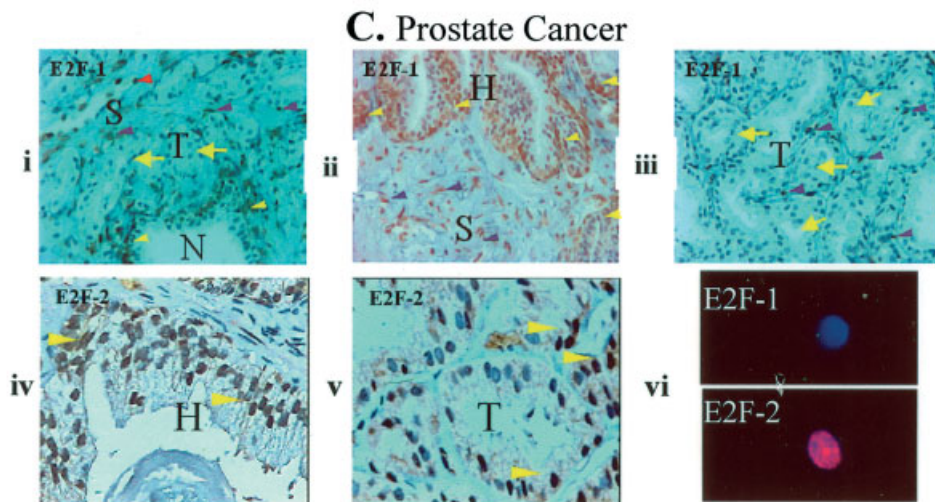 C. Prostate Cancer
E2F-1
S
T
N
i
E2F-1
H
S
ii
E2F-1
T
iii
E2F-2
H
iv
E2F-2
T
v
E2F-1
E2F-2
vi